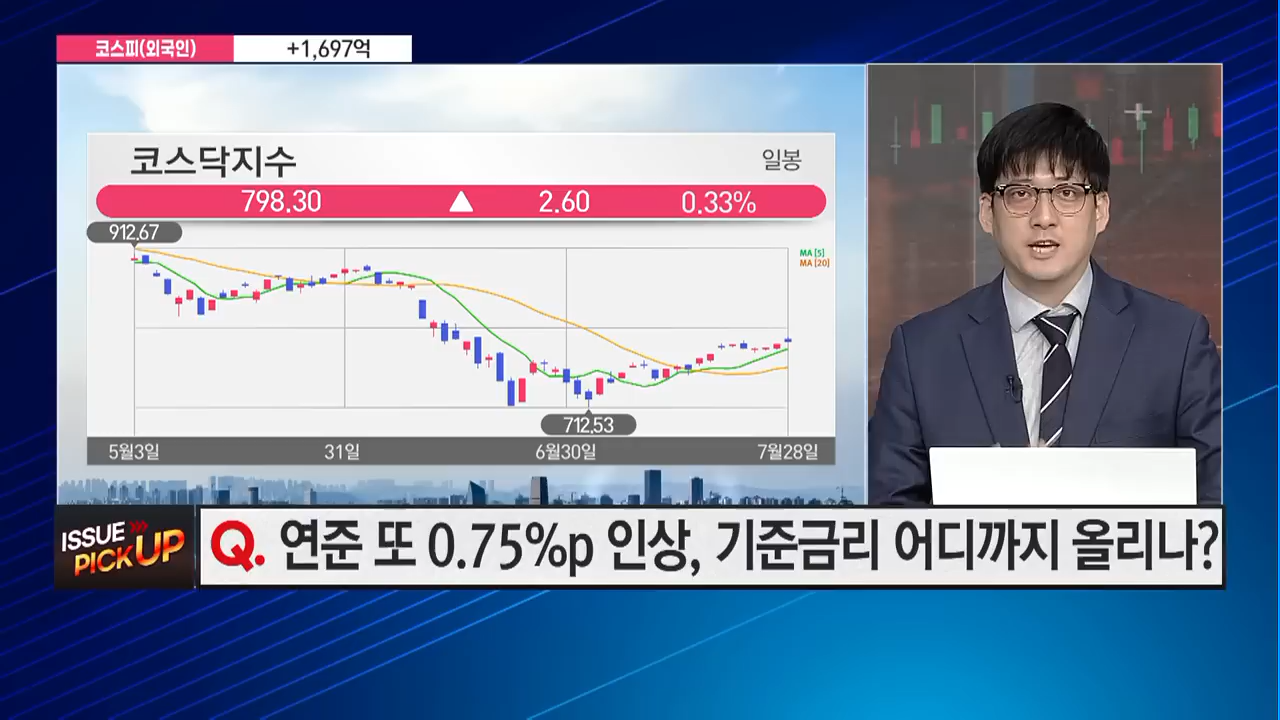 코스피(외국인) +1,697억
코스닥지수 일봉
798.30 ▲ 2.60 0.33%
912.67
MA [5]
MA [20]
712.53
5월3일 31일 6월30일 7월28일
ISSUE
PICK UP
Q. 연준 또 0.75%p 인상, 기준금리 어디까지 올리나?